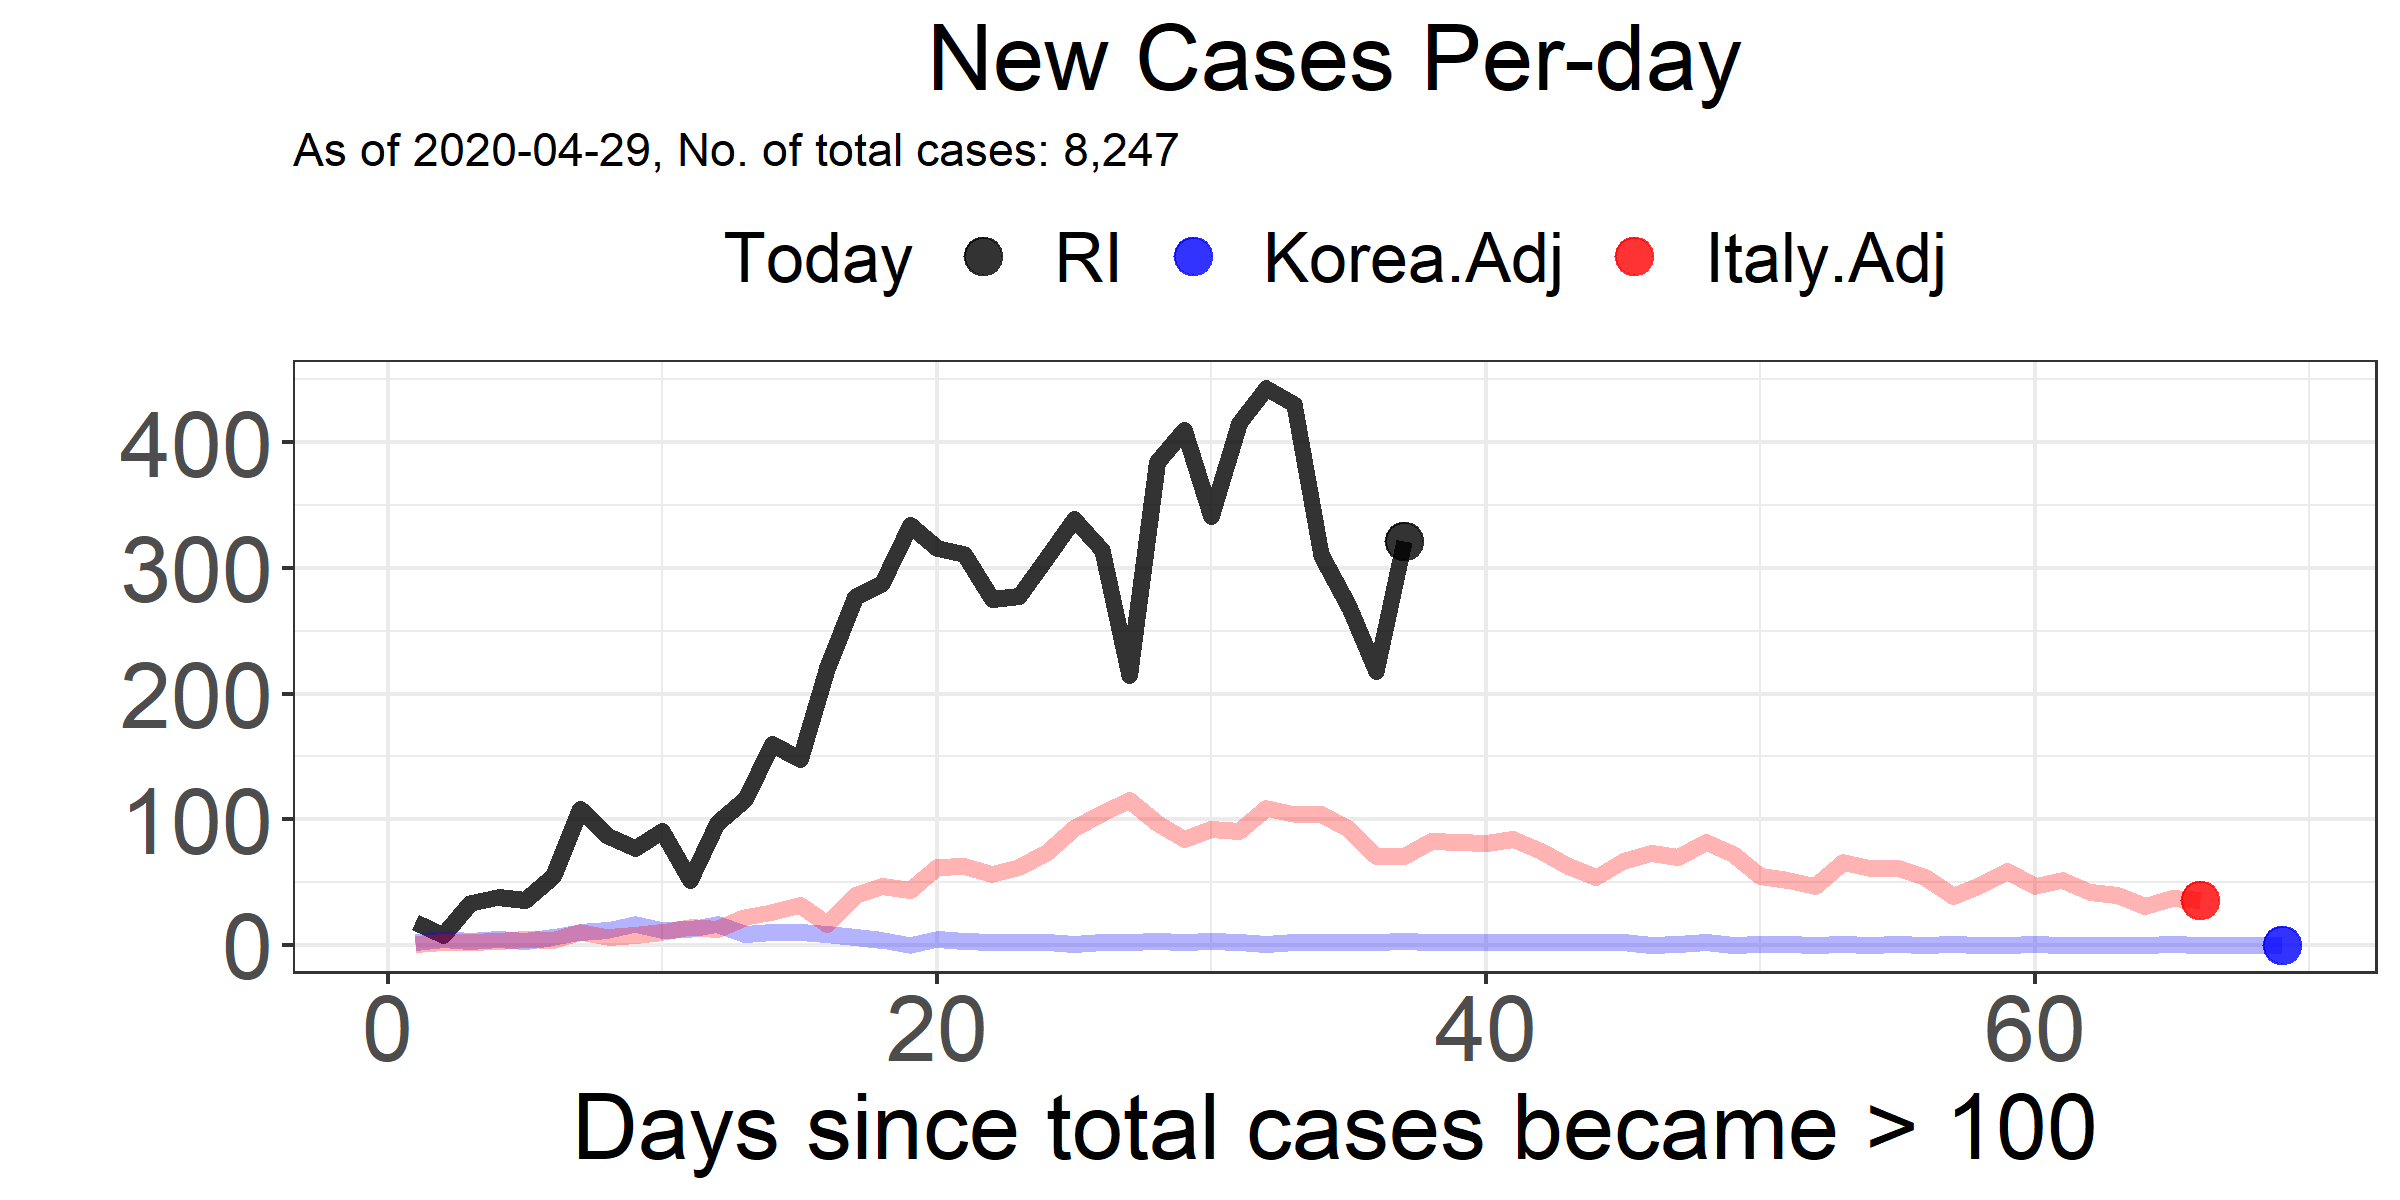 New Cases Per-day
As of 2020-04-29, No. of total cases: 8,247
Today RI Korea.Adj Italy.Adj
400
300
200
100
0
0 20 40 60
Days since total cases became > 100